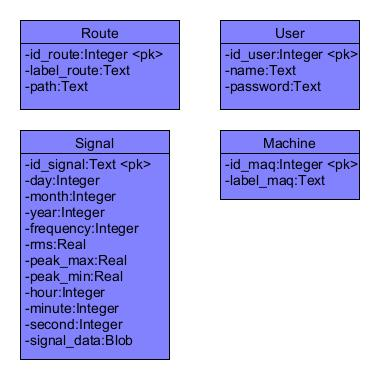 Route
-id_route:Integer <pk>
-label_route:Text
-path:Text
User
-id_user:Integer <pk>
-name:Text
-password:Text
Signal
-id_signal:Text <pk>
-day:Integer
-month:Integer
-year:Integer
-frequency:Integer
-rms:Real
-peak_max:Real
-peak_min:Real
-hour:Integer
-minute:Integer
-second:Integer
-signal_data:Blob
Machine
-id_maq:Integer <pk>
-label_maq:Text